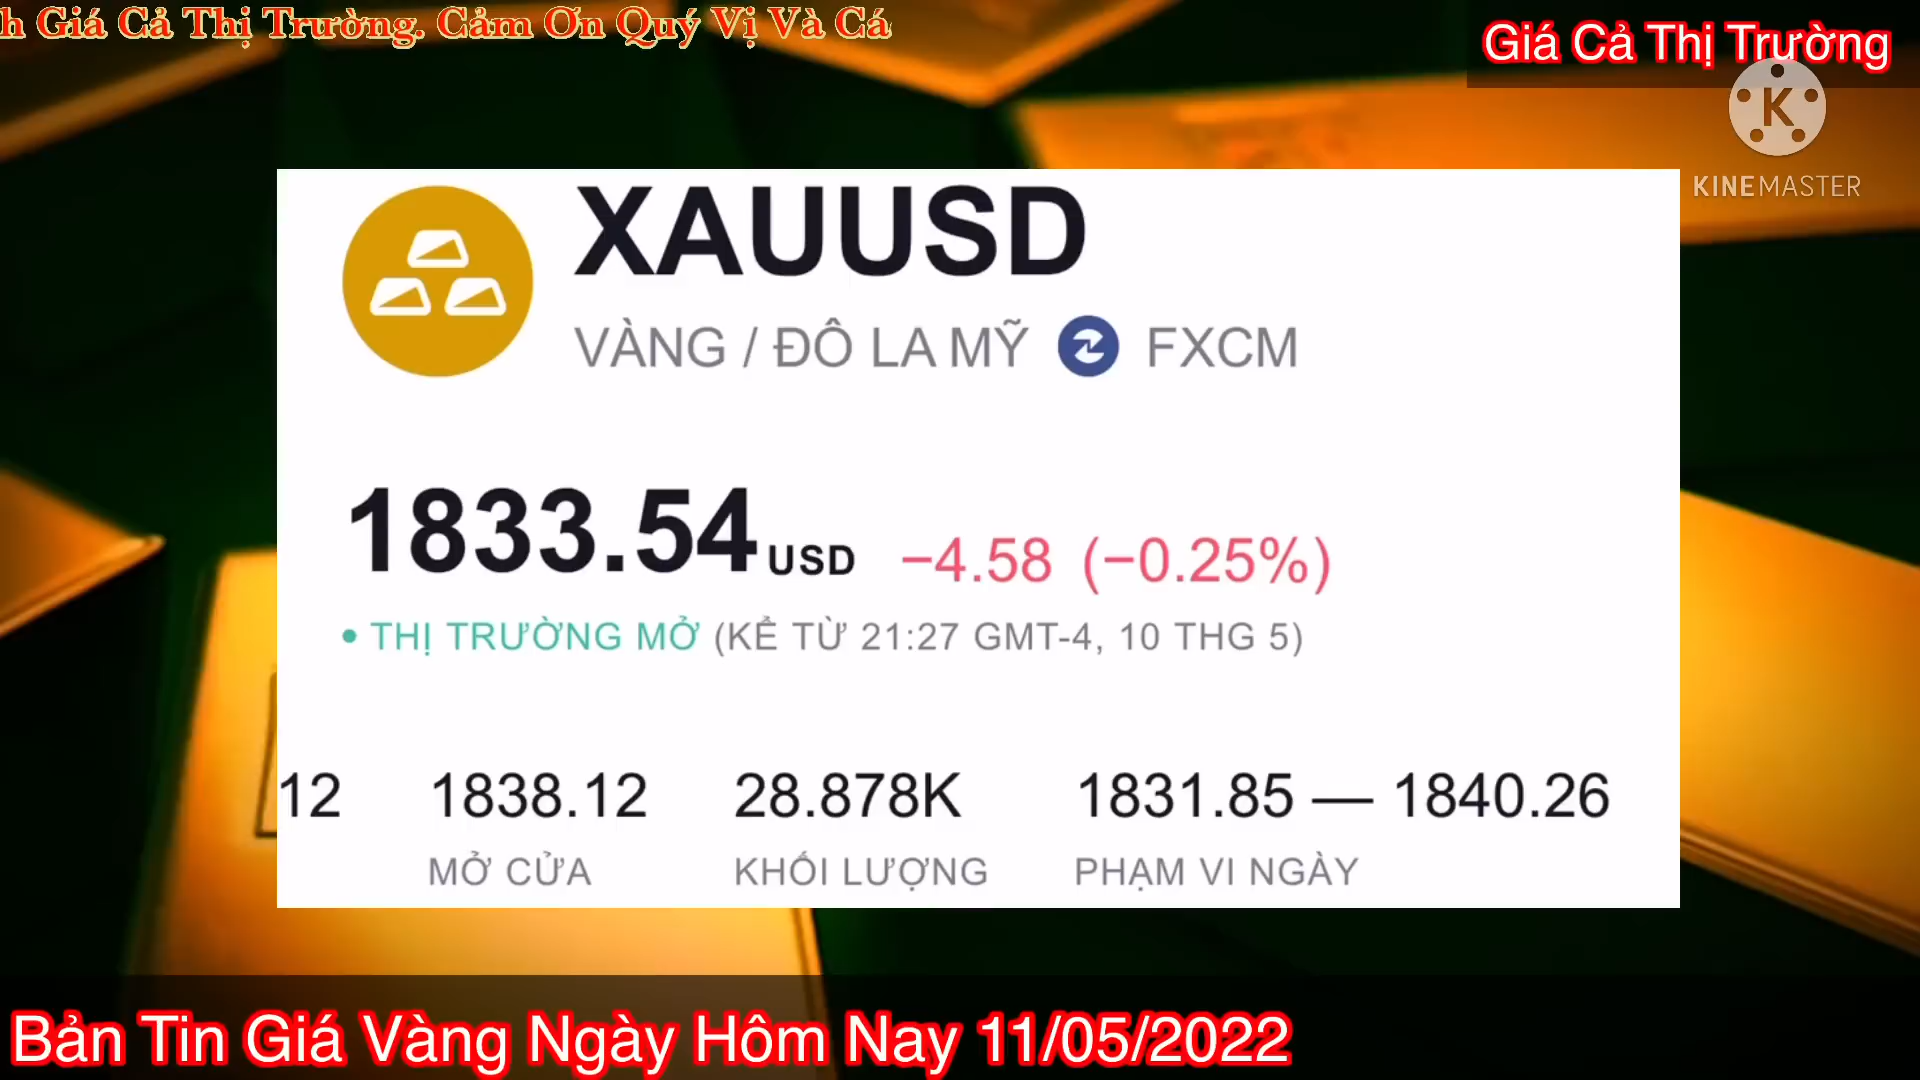 h Giá Cả Thị Trường. Cảm Ơn Quý Vị Và Cá
Giá Cả Thị Trường
K
KINEMASTER
XAUUSD
VÀNG / ĐÔ LA MỸ FXCM
1833.54 USD −4.58 (−0.25%)
• THỊ TRƯỜNG MỞ (KỂ TỪ 21:27 GMT-4, 10 THG 5)
12 1838.12 28.878K 1831.85 — 1840.26
MỞ CỬA KHỐI LƯỢNG PHẠM VI NGÀY
Bản Tin Giá Vàng Ngày Hôm Nay 11/05/2022